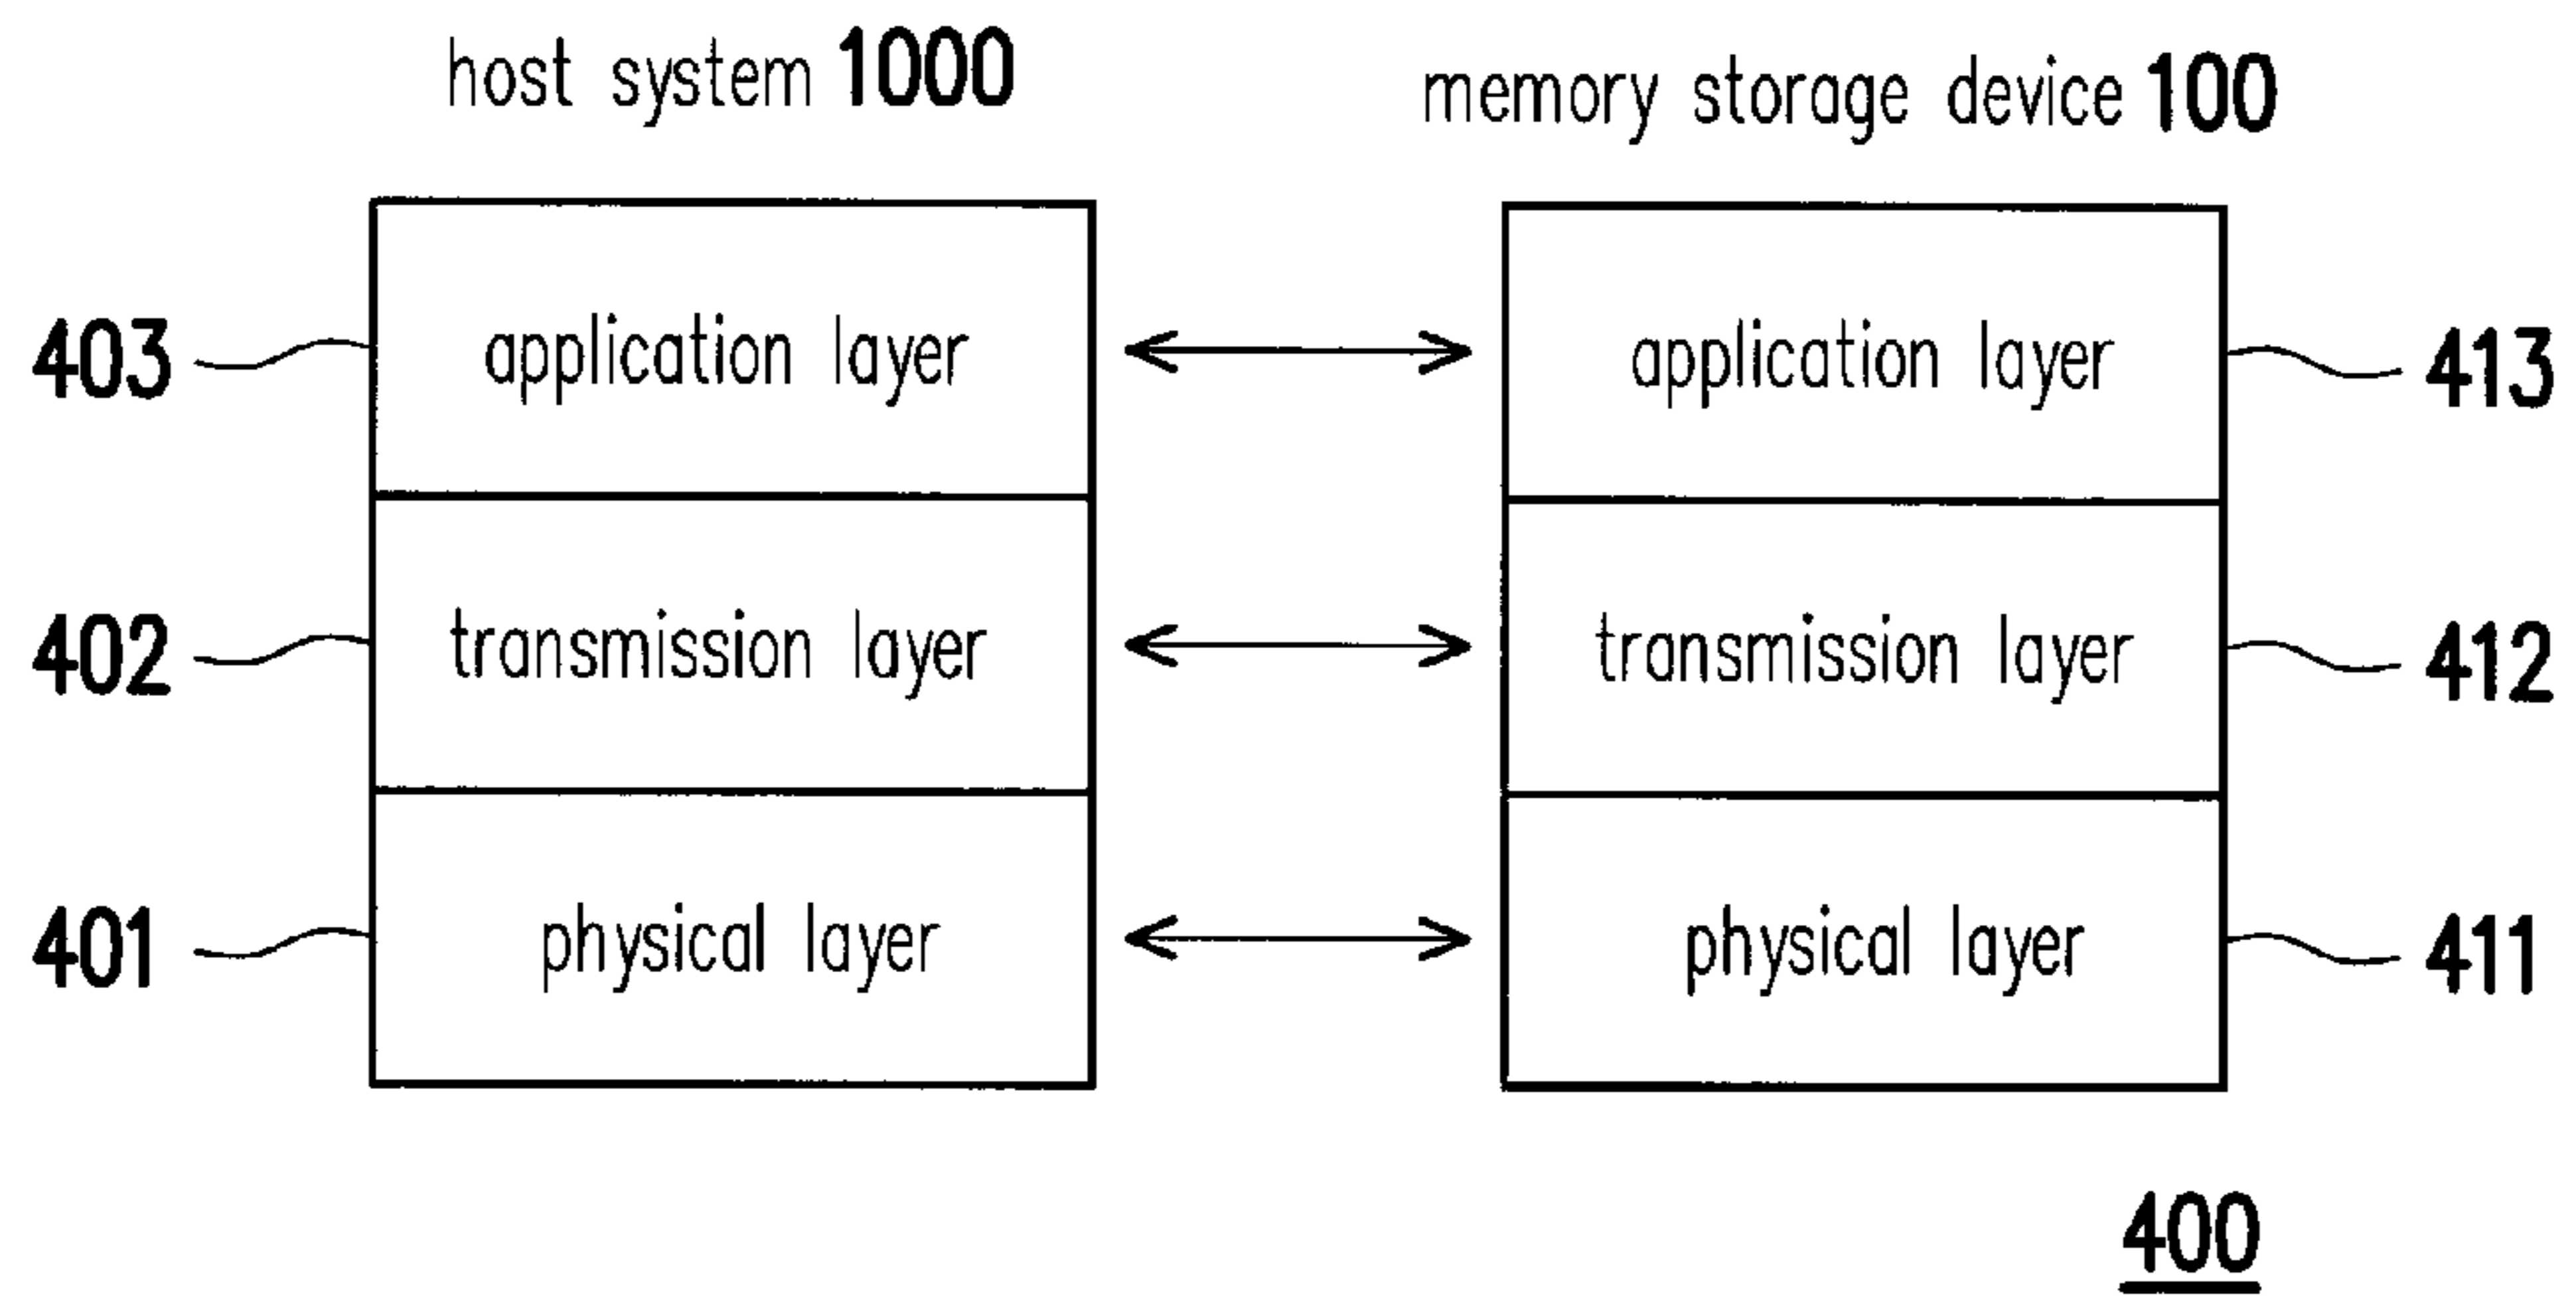 host system 1000
memory storage device 100
403 application layer application layer 413
402 transmission layer transmission layer 412
401 physical layer physical layer 411
400